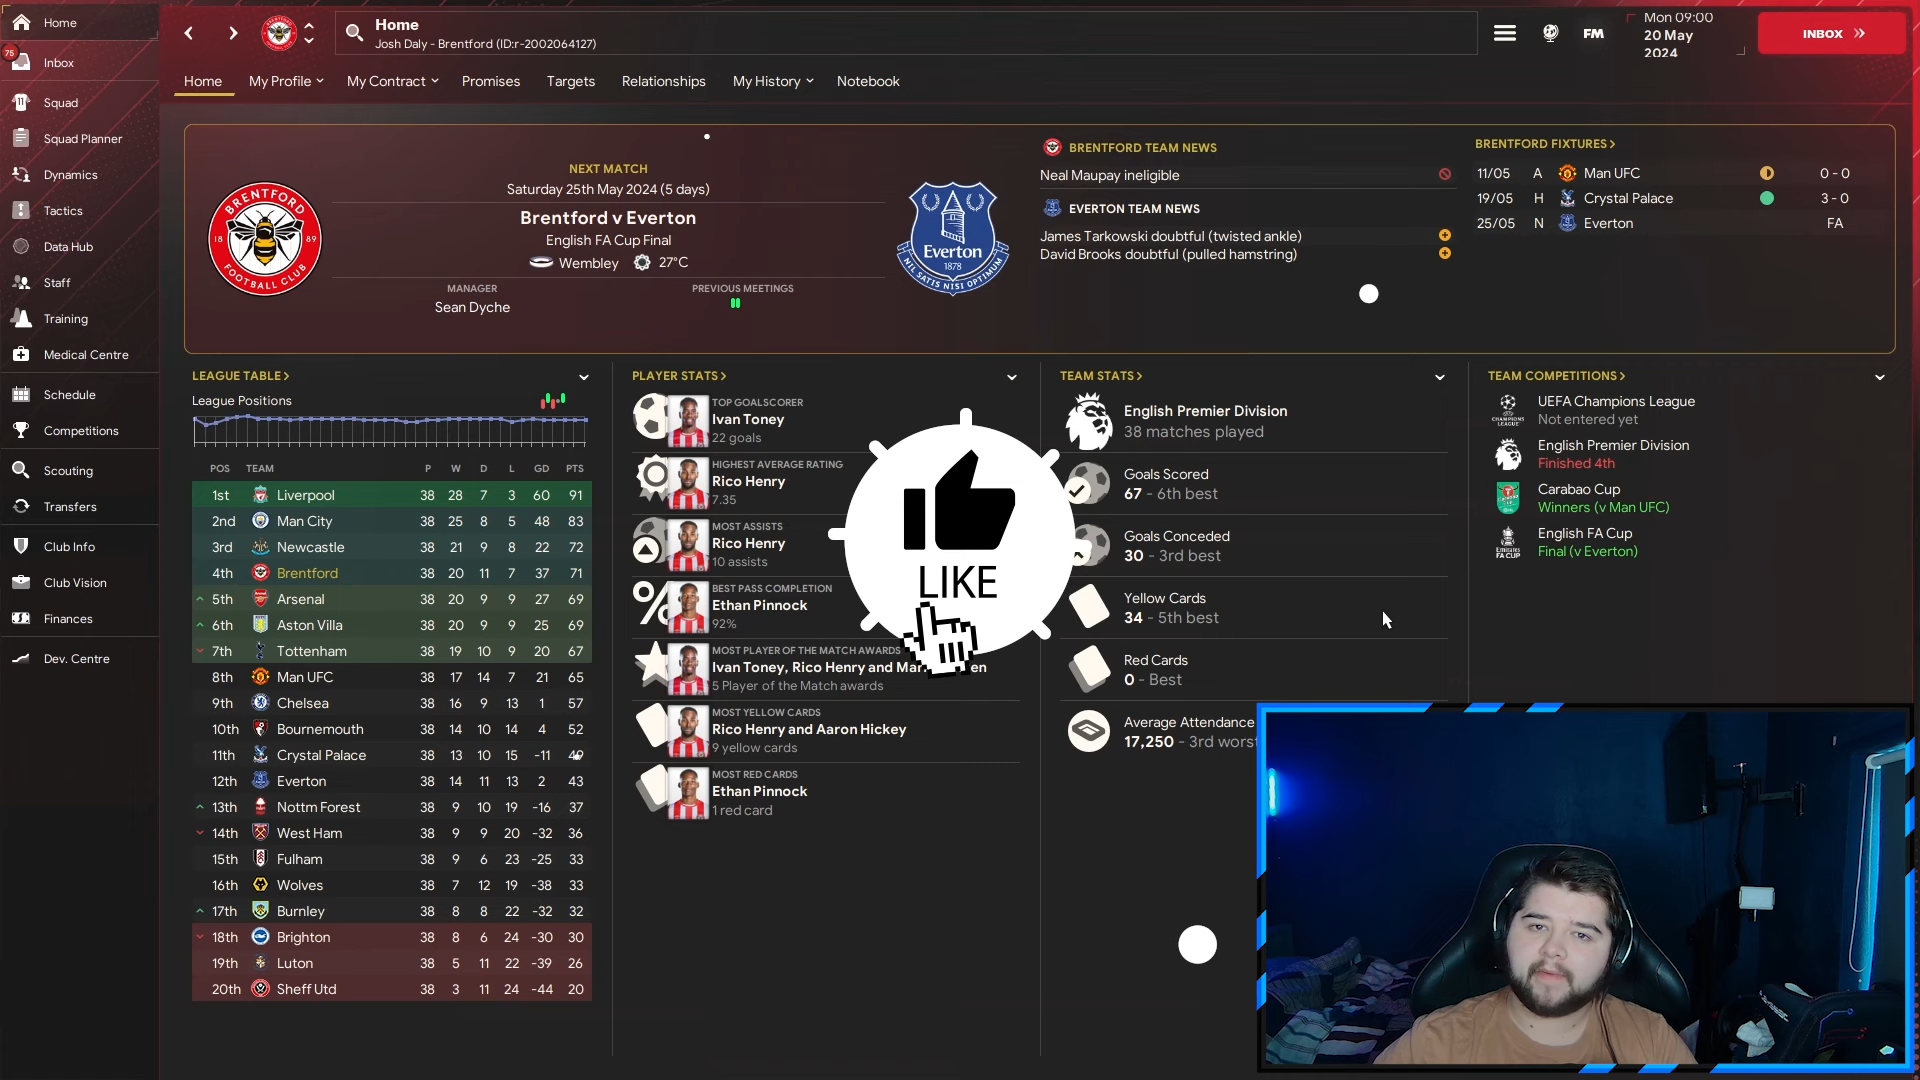 Home
75
Inbox
Squad
Squad Planner
Dynamics
Tactics
Data Hub
Staff
Training
Medical Centre
Schedule
Competitions
Scouting
Transfers
Club Info
Club Vision
Finances
Dev. Centre
Home
Josh Daly - Brentford (ID:r-2002064127)
FM
Mon 09:00
20 May
2024
INBOX
Home My Profile My Contract Promises Targets Relationships My History Notebook
BRENTFORD
18 89
FOOTBALL CLUB
NEXT MATCH
Saturday 25th May 2024 (5 days)
Brentford v Everton
English FA Cup Final
Wembley 27°C
MANAGER
Sean Dyche
PREVIOUS MEETINGS
Everton
1878
NIL SATIS NISI OPTIMUM
BRENTFORD TEAM NEWS
Neal Maupay ineligible
EVERTON TEAM NEWS
James Tarkowski doubtful (twisted ankle)
David Brooks doubtful (pulled hamstring)
BRENTFORD FIXTURES
11/05 A Man UFC 0 - 0
19/05 H Crystal Palace 3 - 0
25/05 N Everton FA
LEAGUE TABLE
League Positions
POS TEAM P W D L GD PTS
1st Liverpool 38 28 7 3 60 91
2nd Man City 38 25 8 5 48 83
3rd Newcastle 38 21 9 8 22 72
4th Brentford 38 20 11 7 37 71
5th Arsenal 38 20 9 9 27 69
6th Aston Villa 38 20 9 9 25 69
7th Tottenham 38 19 10 9 20 67
8th Man UFC 38 17 14 7 21 65
9th Chelsea 38 16 9 13 1 57
10th Bournemouth 38 14 10 14 4 52
11th Crystal Palace 38 13 10 15 -11
12th Everton 38 14 11 13 2 43
13th Nottm Forest 38 9 10 19 -16 37
14th West Ham 38 9 9 20 -32 36
15th Fulham 38 9 6 23 -25 33
16th Wolves 38 7 12 19 -38 33
17th Burnley 38 8 8 22 -32 32
18th Brighton 38 8 6 24 -30 30
19th Luton 38 5 11 22 -39 26
20th Sheff Utd 38 3 11 24 -44 20
PLAYER STATS
TOP GOALSCORER
Ivan Toney
22 goals
HIGHEST AVERAGE RATING
Rico Henry
7.35
MOST ASSISTS
Rico Henry
10 assists
BEST PASS COMPLETION
Ethan Pinnock
92%
MOST PLAYER OF THE MATCH AWARDS
Ivan Toney, Rico Henry and
5 Player of the Match awards
MOST YELLOW CARDS
Rico Henry and Aaron Hickey
9 yellow cards
MOST RED CARDS
Ethan Pinnock
1 red card
LIKE
TEAM STATS
English Premier Division
38 matches played
Goals Scored
67 - 6th best
Goals Conceded
30 - 3rd best
Yellow Cards
34 - 5th best
Red Cards
0 - Best
Average Attendance
17,250 - 3rd worst
TEAM COMPETITIONS
UEFA Champions League
Not entered yet
English Premier Division
Finished 4th
Carabao Cup
Winners (v Man UFC)
English FA Cup
Final (v Everton)
CHAMPIONS
LEAGUE
FA CUP